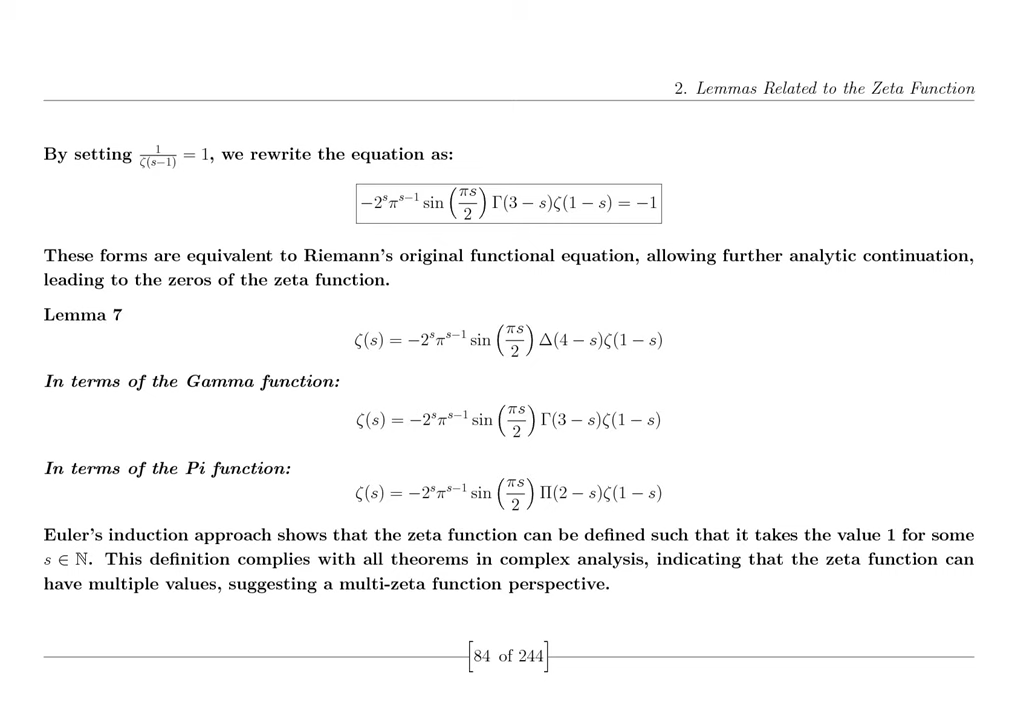 2. Lemmas Related to the Zeta Function
By setting 1/ζ(s−1) = 1, we rewrite the equation as:
−2^s π^{s−1} sin (πs/2) Γ(3 − s)ζ(1 − s) = −1
These forms are equivalent to Riemann's original functional equation, allowing further analytic continuation,
leading to the zeros of the zeta function.
Lemma 7
ζ(s) = −2^s π^{s−1} sin (πs/2) Δ(4 − s)ζ(1 − s)
In terms of the Gamma function:
ζ(s) = −2^s π^{s−1} sin (πs/2) Γ(3 − s)ζ(1 − s)
In terms of the Pi function:
ζ(s) = −2^s π^{s−1} sin (πs/2) Π(2 − s)ζ(1 − s)
Euler's induction approach shows that the zeta function can be defined such that it takes the value 1 for some
s ∈ ℕ. This definition complies with all theorems in complex analysis, indicating that the zeta function can
have multiple values, suggesting a multi-zeta function perspective.
[84 of 244]